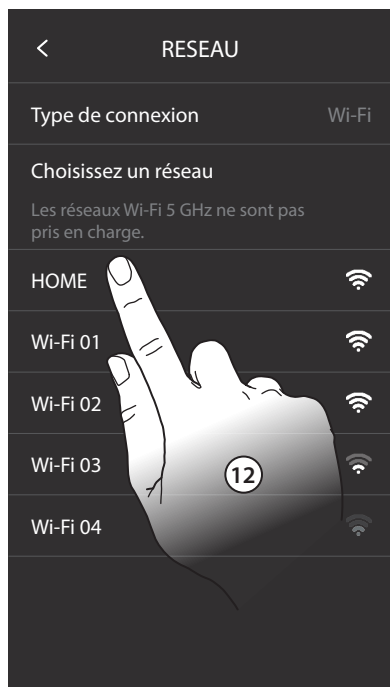 RESEAU
Type de connexion Wi-Fi
Choisissez un réseau
Les réseaux Wi-Fi 5 GHz ne sont pas
pris en charge.
HOME
Wi-Fi 01
Wi-Fi 02
Wi-Fi 03
12
Wi-Fi 04